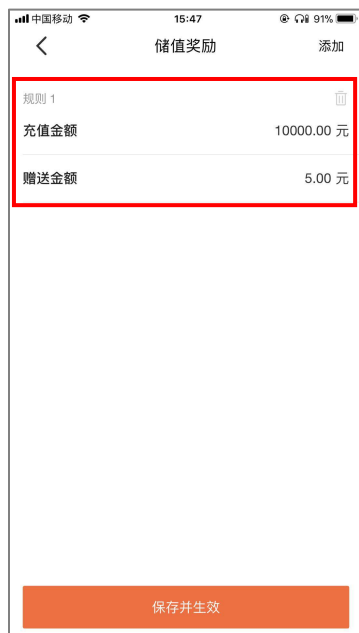 中国移动 15:47 91%
储值奖励 添加
规则 1
充值金额 10000.00 元
赠送金额 5.00 元
保存并生效